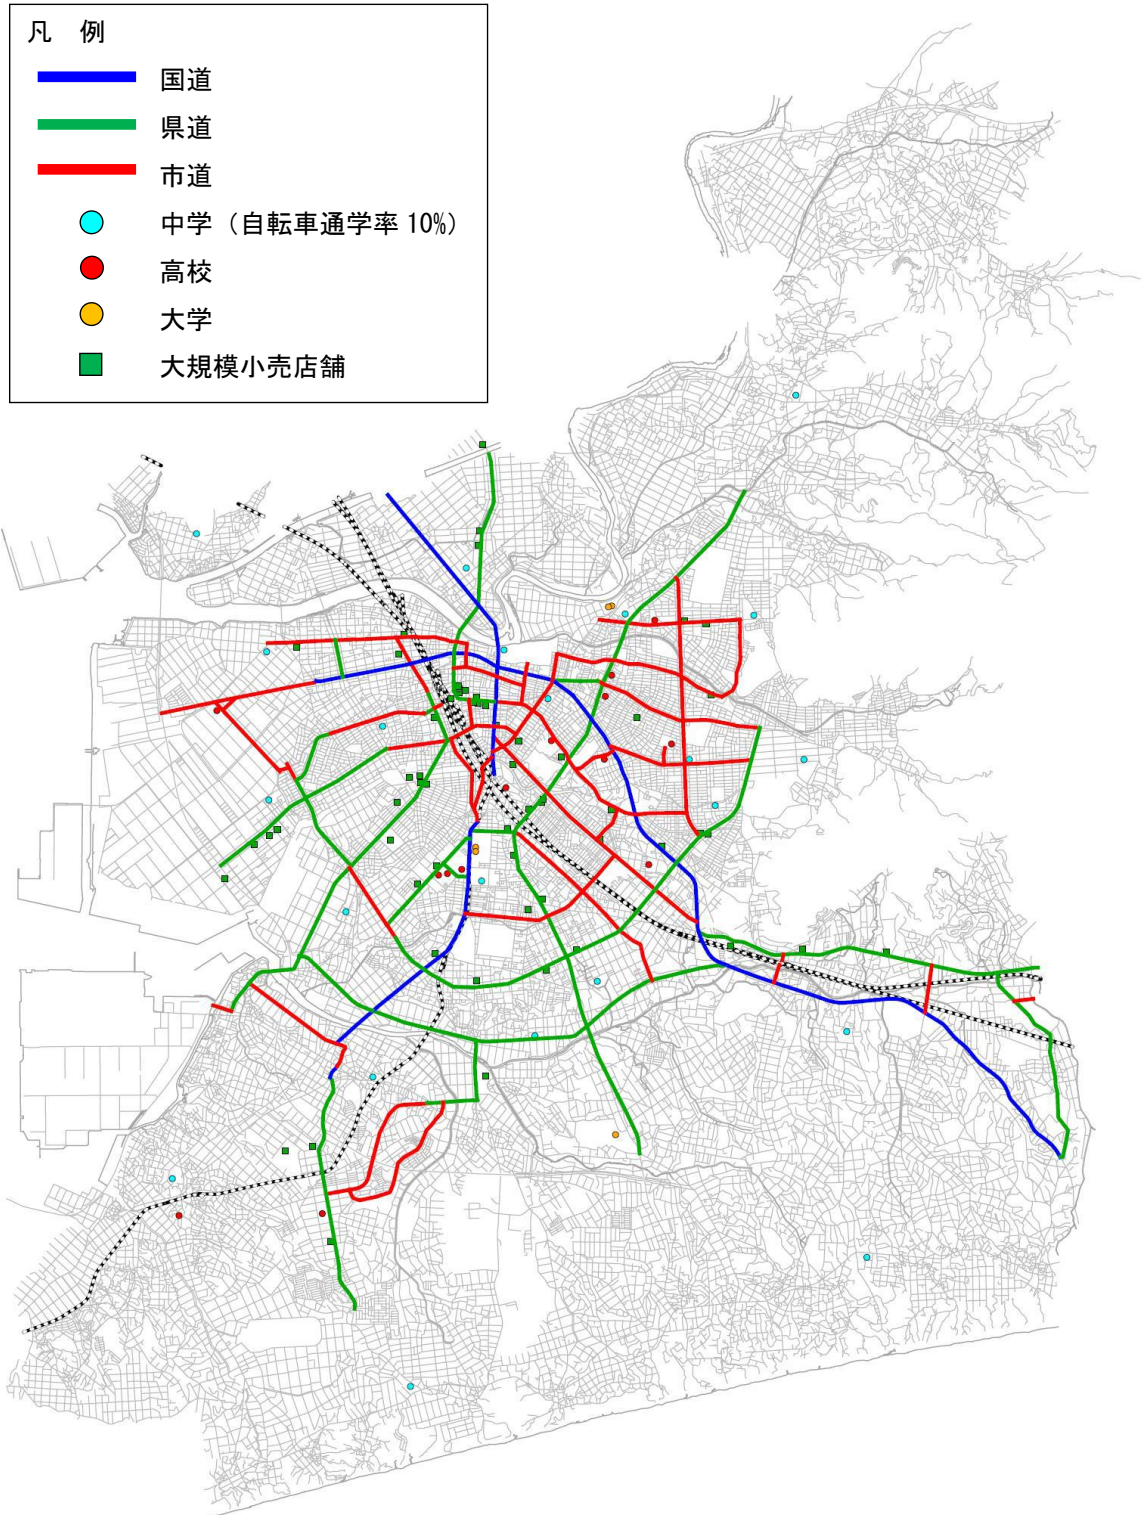 凡　例
国道
県道
市道
中学（自転車通学率 10%）
高校
大学
大規模小売店舗